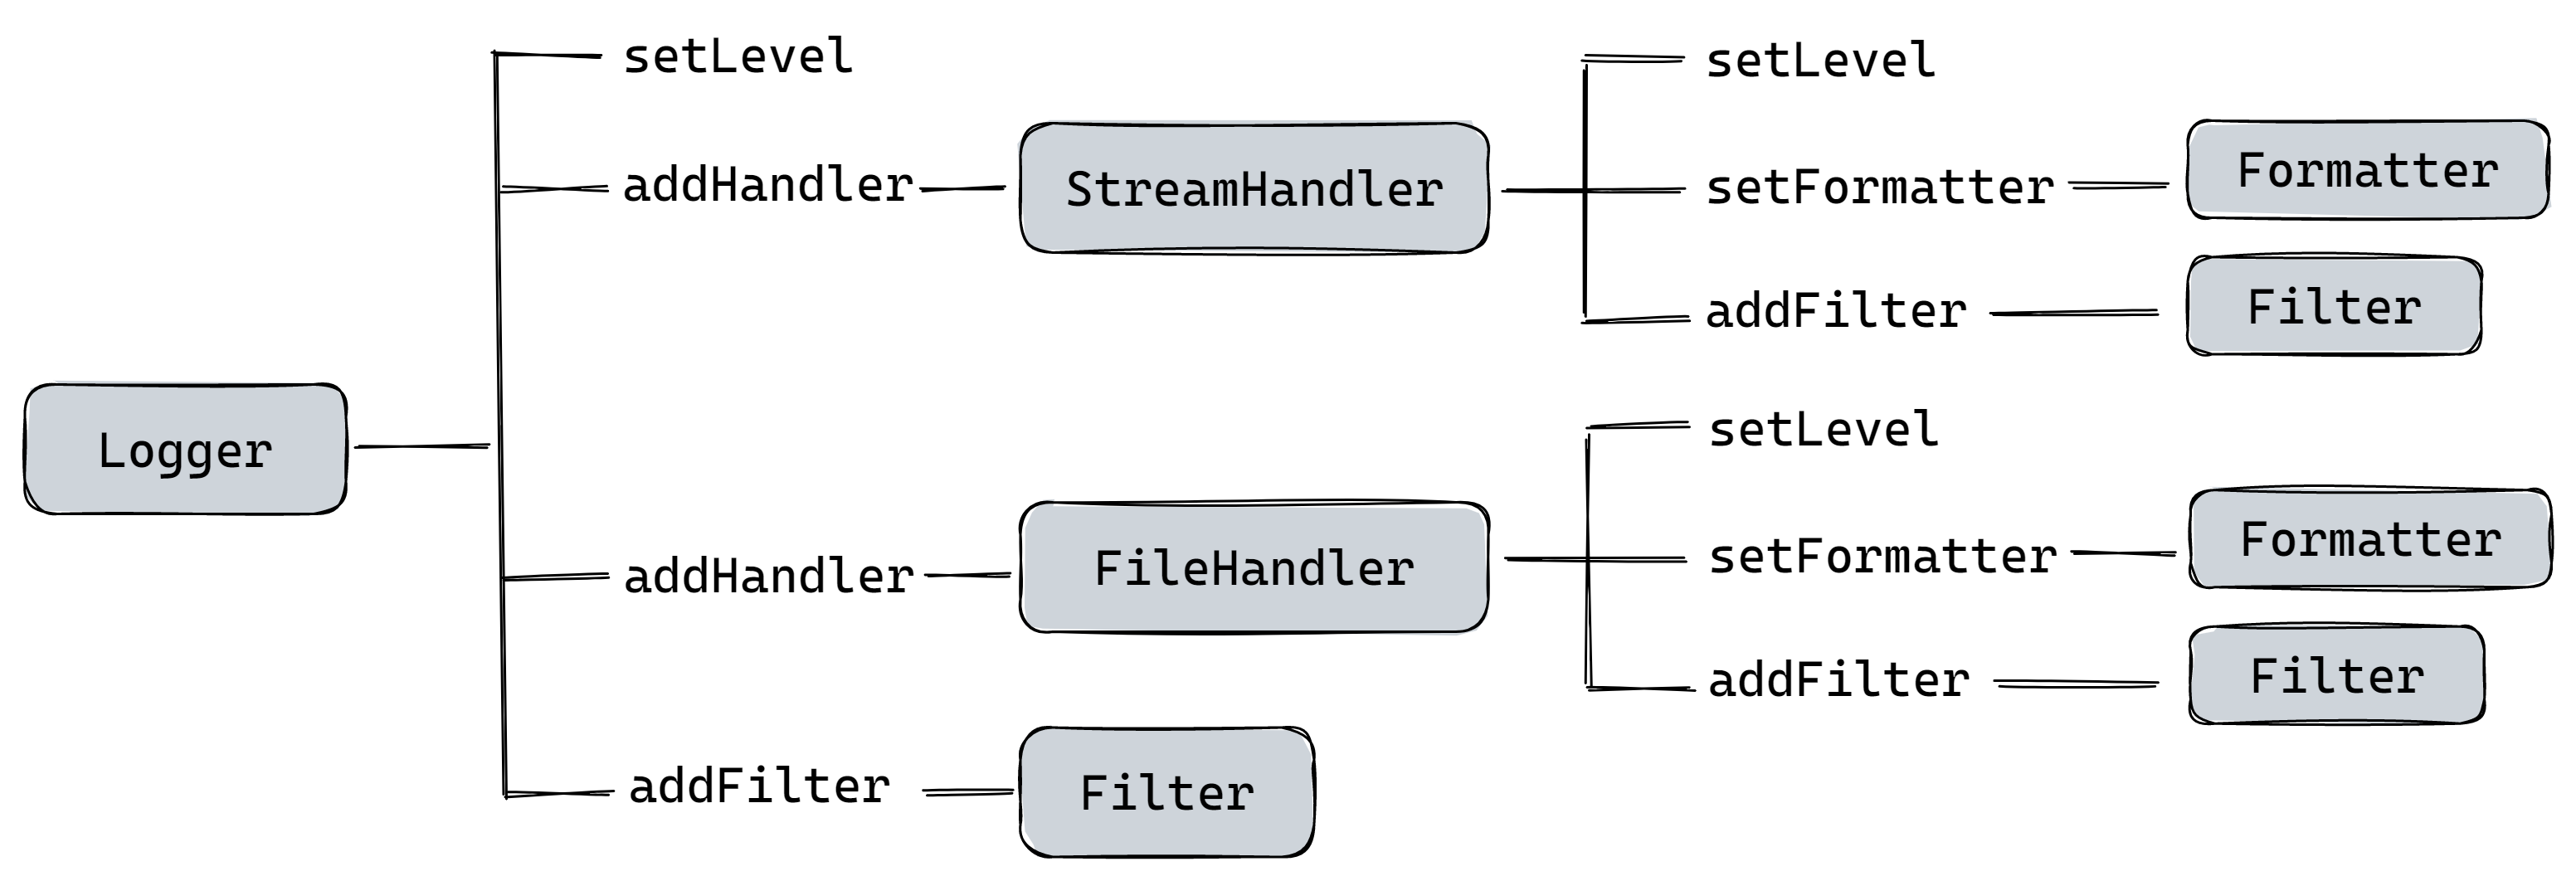 Logger
setLevel
addHandler
StreamHandler
setLevel
setFormatter
Formatter
addFilter
Filter
addHandler
FileHandler
setLevel
setFormatter
Formatter
addFilter
Filter
addFilter
Filter